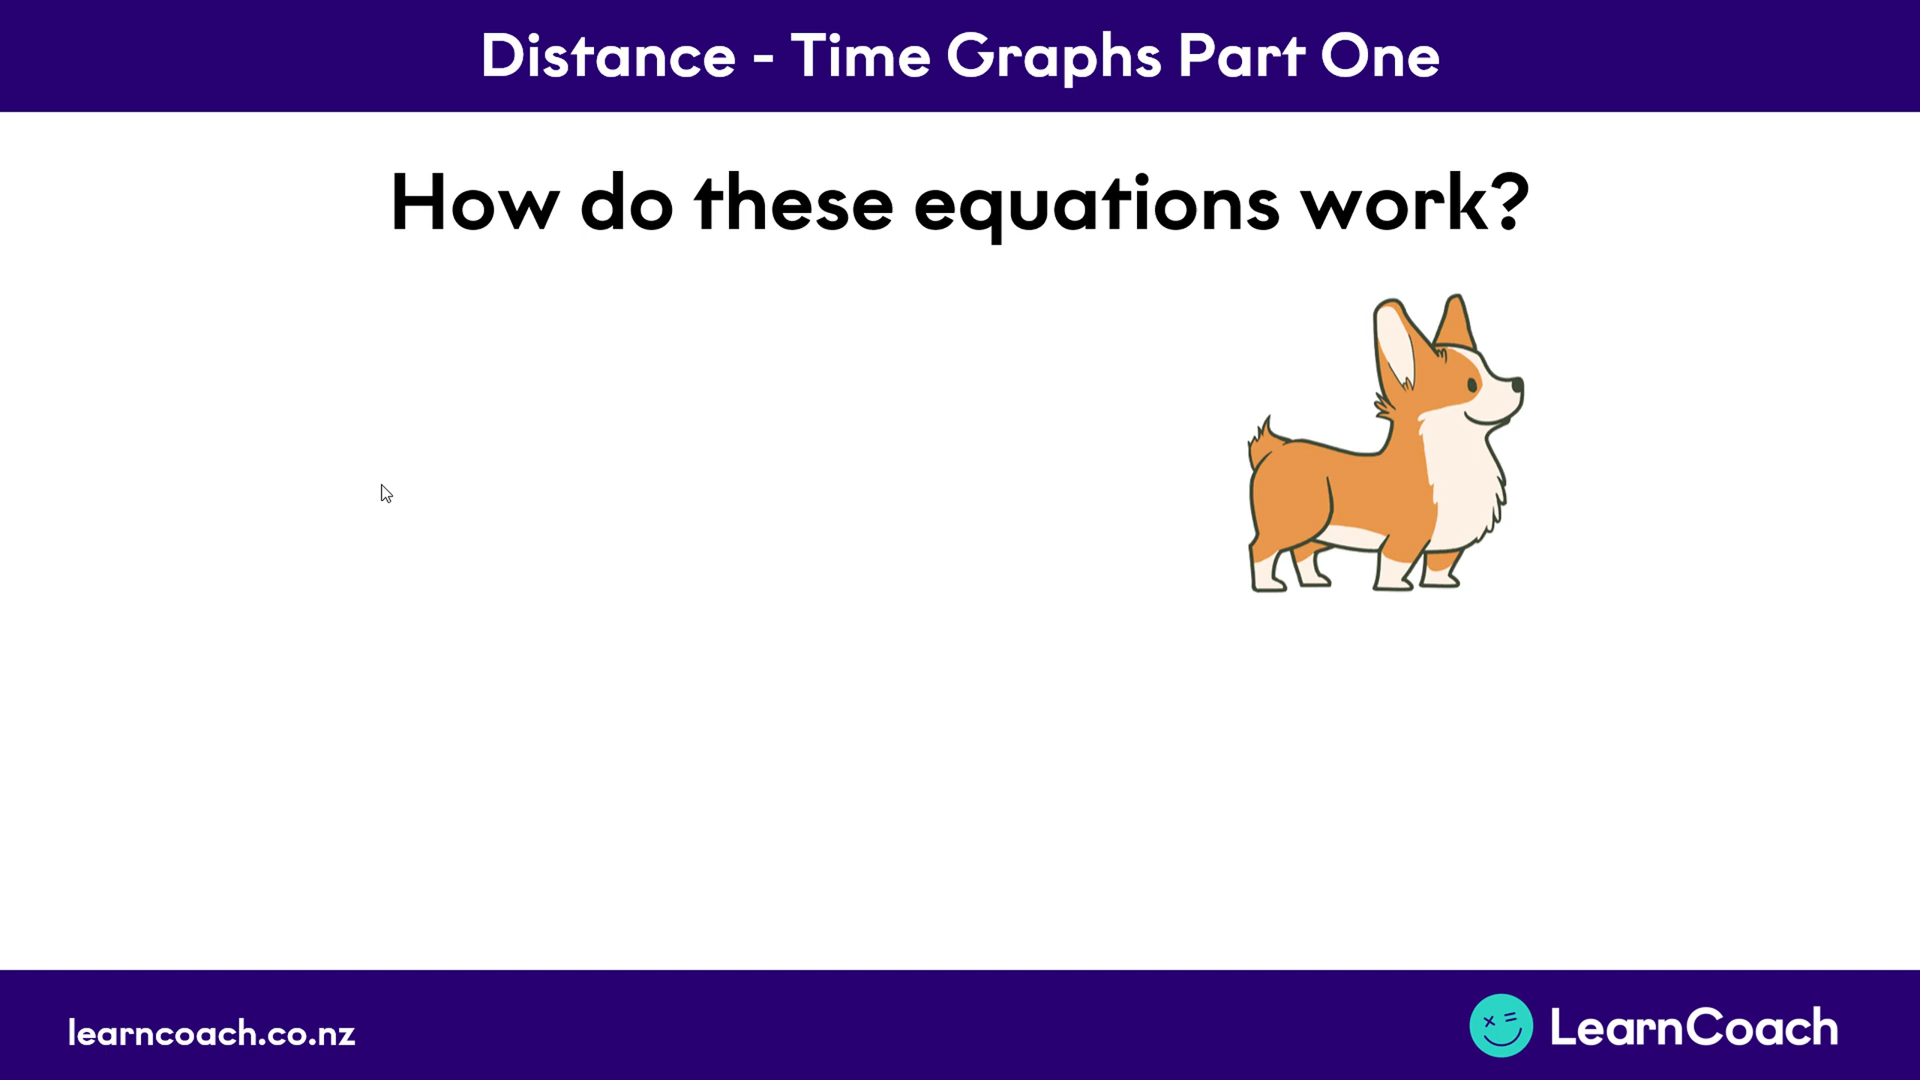 Distance - Time Graphs Part One
How do these equations work?
learncoach.co.nz
LearnCoach